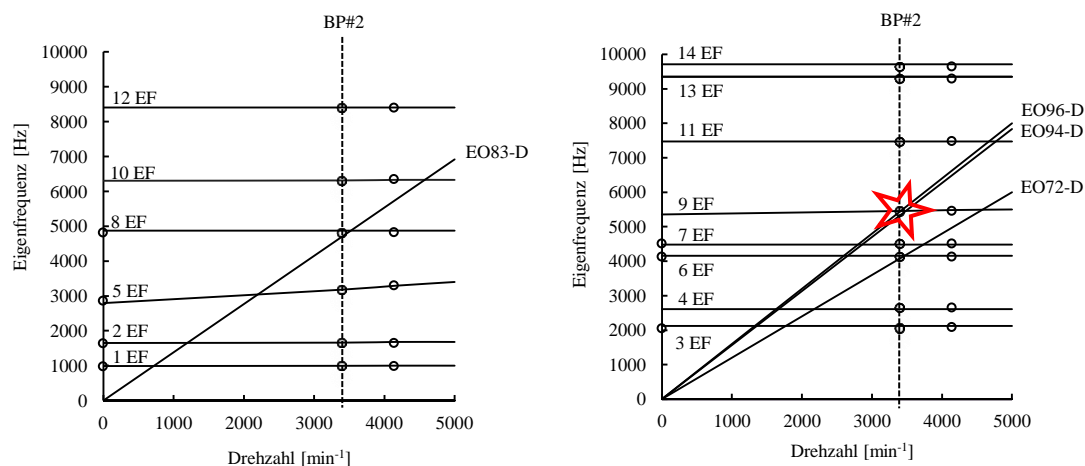 BP#2
10000
9000
8000
7000
6000
5000
4000
3000
2000
1000
0
Eigenfrequenz [Hz]
12 EF
10 EF
8 EF
5 EF
2 EF
1 EF
EO83-D
0 1000 2000 3000 4000 5000
Drehzahl [min⁻¹]
BP#2
10000
9000
8000
7000
6000
5000
4000
3000
2000
1000
0
Eigenfrequenz [Hz]
14 EF
13 EF
11 EF
9 EF
7 EF
6 EF
4 EF
3 EF
EO96-D
EO94-D
EO72-D
0 1000 2000 3000 4000 5000
Drehzahl [min⁻¹]